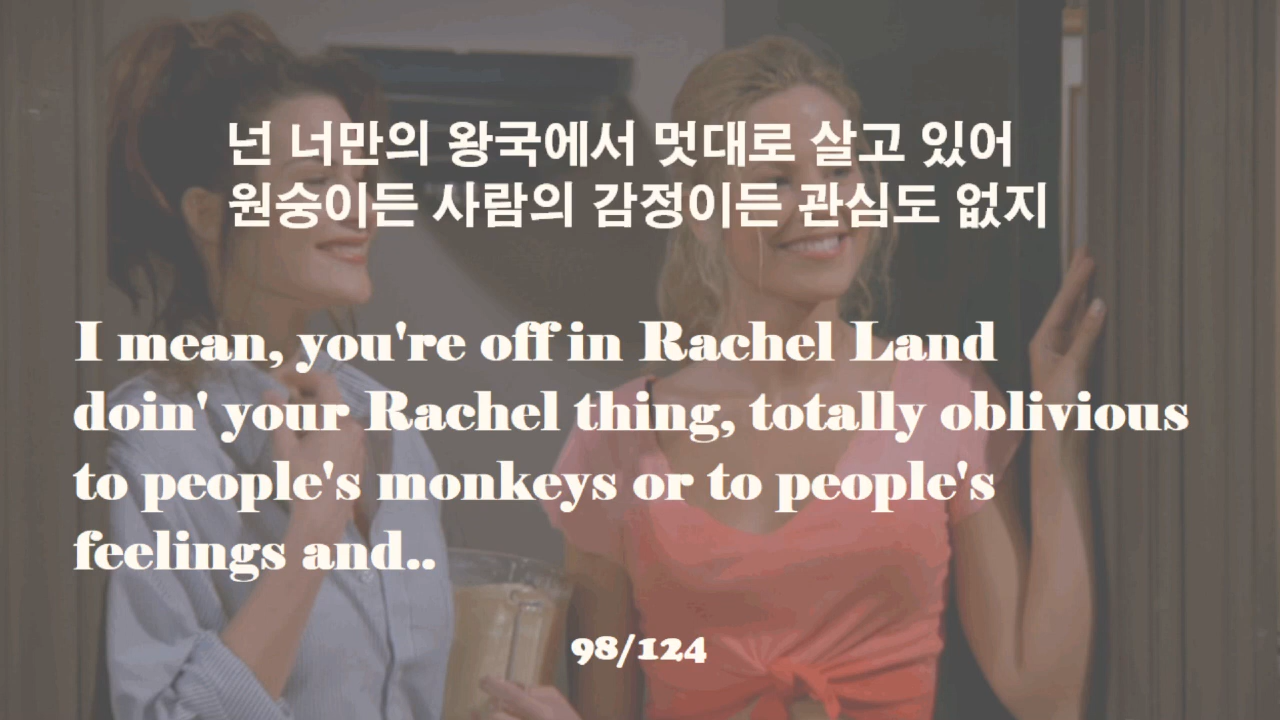 넌 너만의 왕국에서 멋대로 살고 있어
원숭이든 사람의 감정이든 관심도 없지
I mean, you're off in Rachel Land
doin' your Rachel thing, totally oblivious
to people's monkeys or to people's
feelings and..
98/124